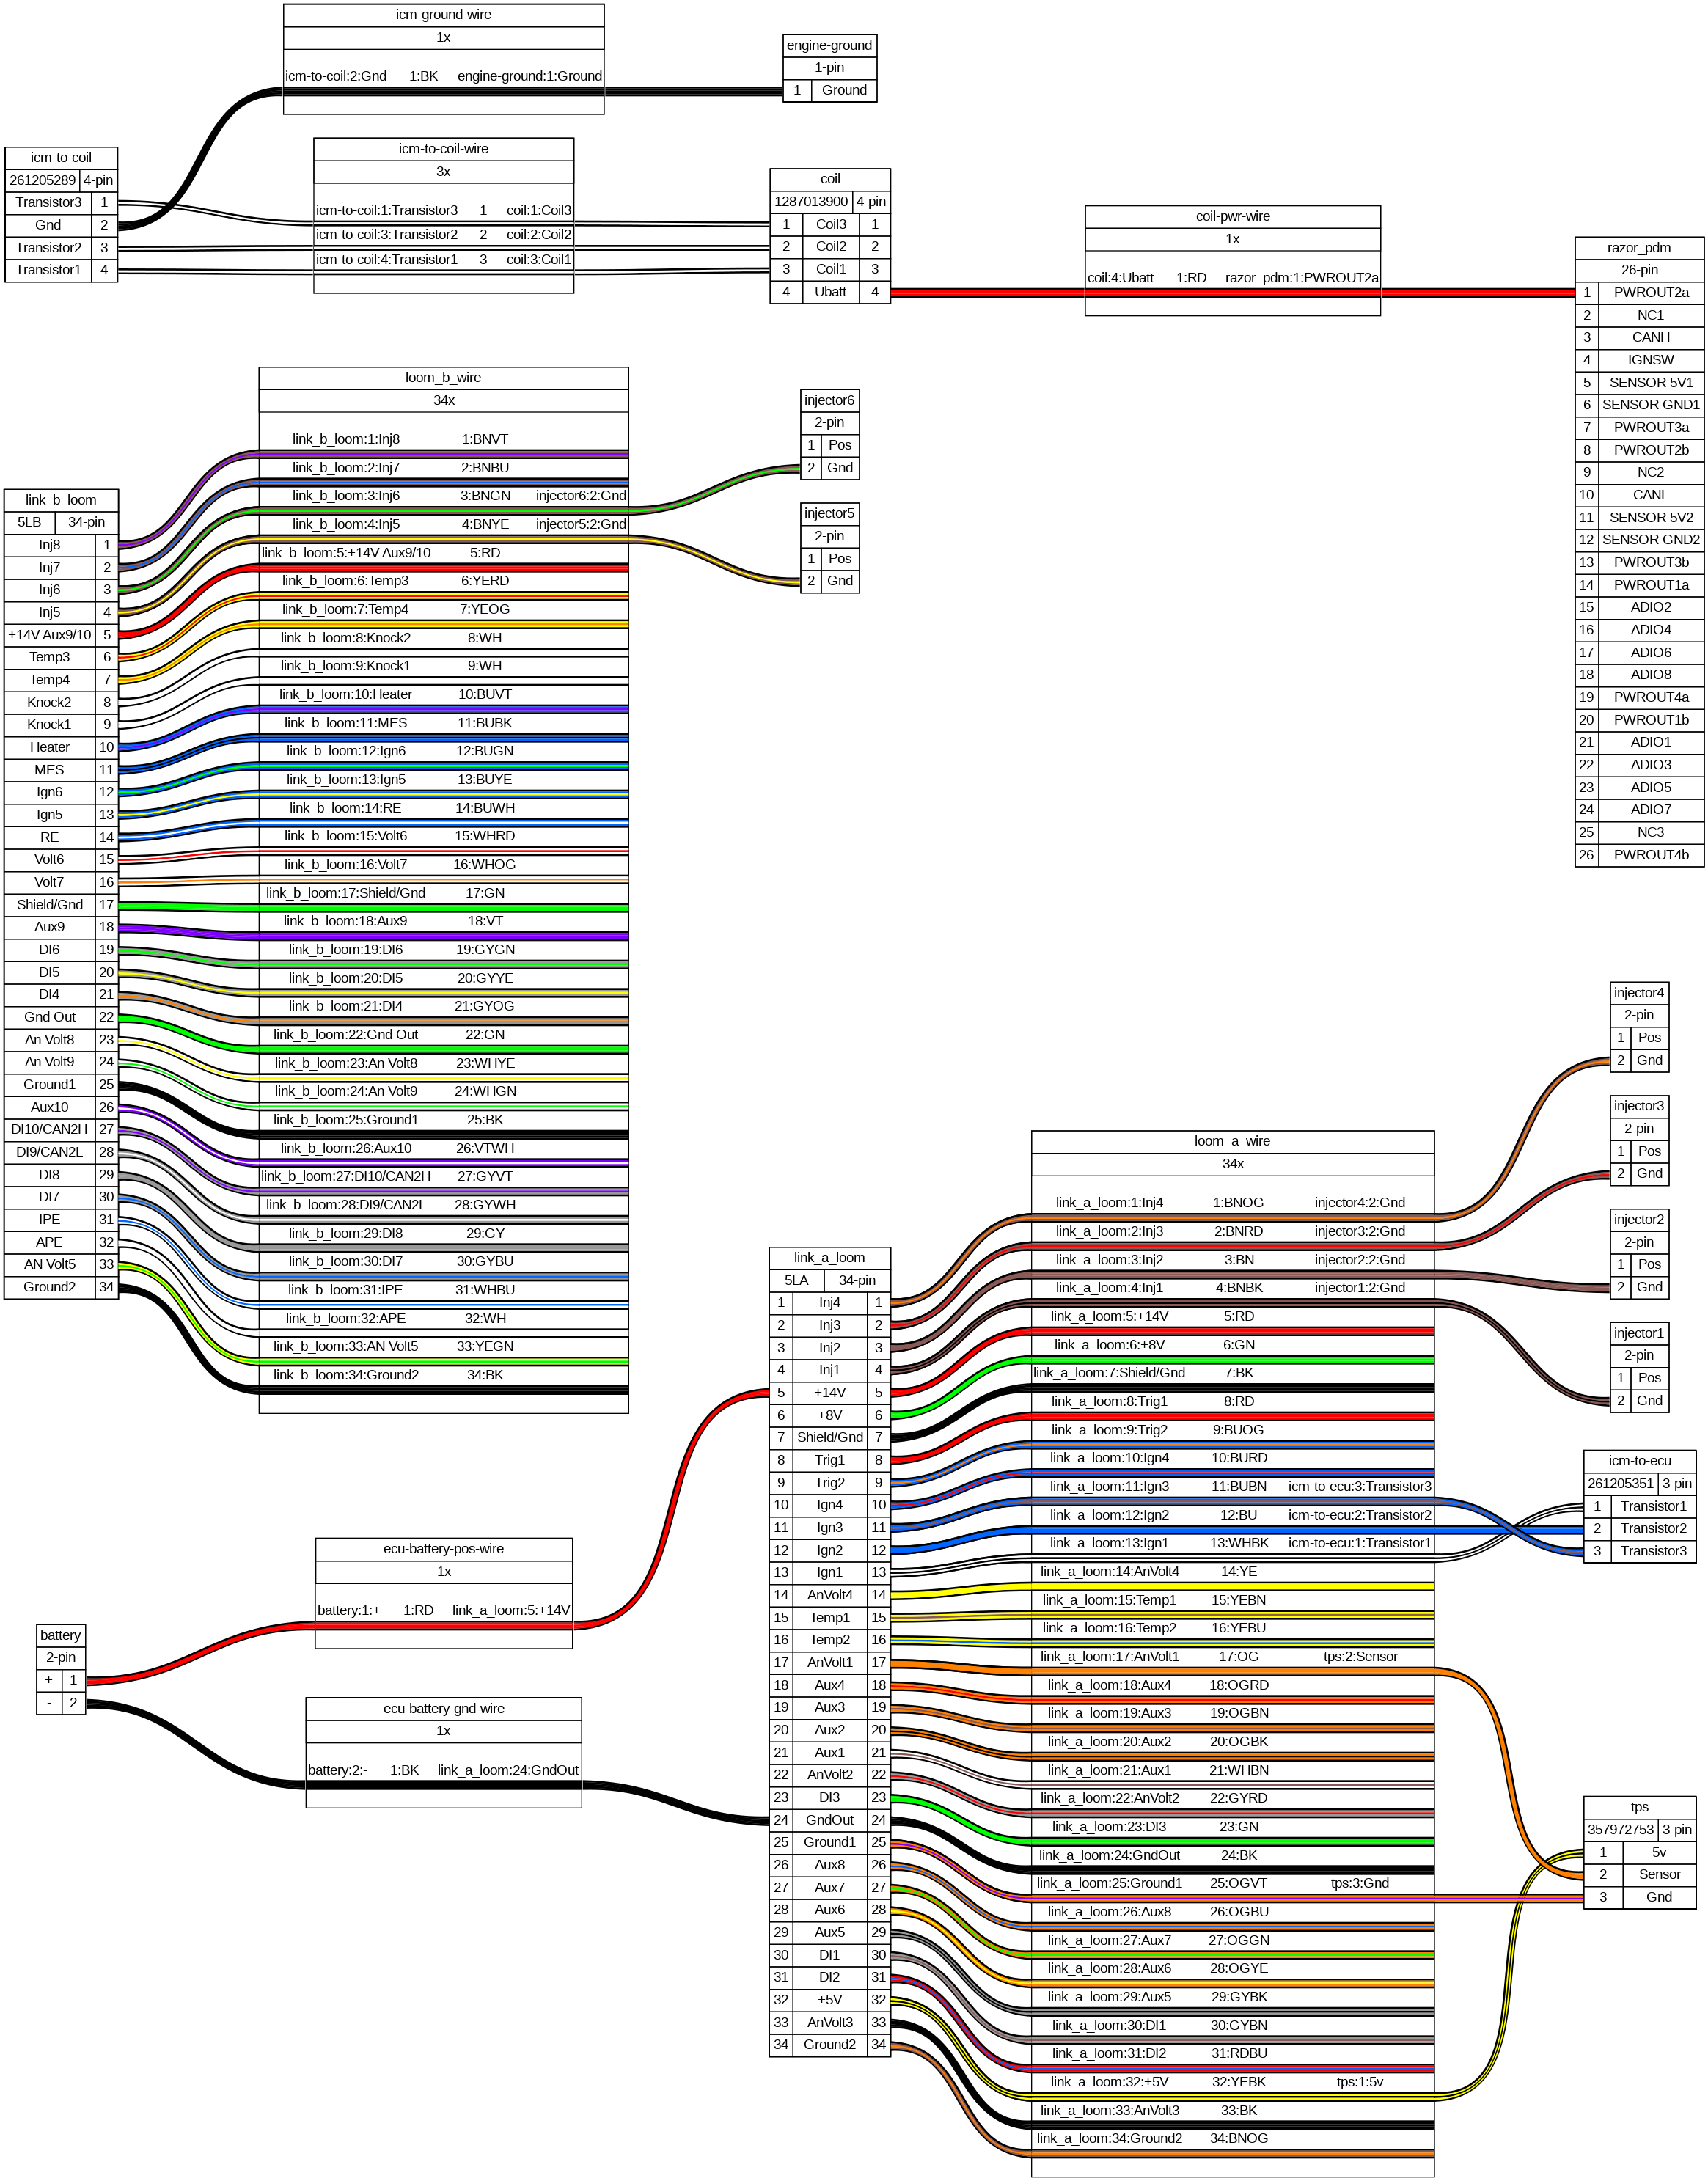 icm-ground-wire
1x
icm-to-coil:2:Gnd 1:BK engine-ground:1:Ground
engine-ground
1-pin
1 Ground
icm-to-coil
261205289 4-pin
Transistor3 1
Gnd 2
Transistor2 3
Transistor1 4
icm-to-coil-wire
3x
icm-to-coil:1:Transistor3 1 coil:1:Coil3
icm-to-coil:3:Transistor2 2 coil:2:Coil2
icm-to-coil:4:Transistor1 3 coil:3:Coil1
coil
1287013900 4-pin
1 Coil3 1
2 Coil2 2
3 Coil1 3
4 Ubatt 4
coil-pwr-wire
1x
coil:4:Ubatt 1:RD razor_pdm:1:PWROUT2a
razor_pdm
26-pin
1 PWROUT2a
2 NC1
3 CANH
4 IGNSW
5 SENSOR 5V1
6 SENSOR GND1
7 PWROUT3a
8 PWROUT2b
9 NC2
10 CANL
11 SENSOR 5V2
12 SENSOR GND2
13 PWROUT3b
14 PWROUT1a
15 ADIO2
16 ADIO4
17 ADIO6
18 ADIO8
19 PWROUT4a
20 PWROUT1b
21 ADIO1
22 ADIO3
23 ADIO5
24 ADIO7
25 NC3
26 PWROUT4b
link_b_loom
5LB 34-pin
Inj8 1
Inj7 2
Inj6 3
Inj5 4
+14V Aux9/10 5
Temp3 6
Temp4 7
Knock2 8
Knock1 9
Heater 10
MES 11
Ign6 12
Ign5 13
RE 14
Volt6 15
Volt7 16
Shield/Gnd 17
Aux9 18
DI6 19
DI5 20
DI4 21
Gnd Out 22
An Volt8 23
An Volt9 24
Ground1 25
Aux10 26
DI10/CAN2H 27
DI9/CAN2L 28
DI8 29
DI7 30
IPE 31
APE 32
AN Volt5 33
Ground2 34
loom_b_wire
34x
link_b_loom:1:Inj8 1:BNVT
link_b_loom:2:Inj7 2:BNBU
link_b_loom:3:Inj6 3:BNGN injector6:2:Gnd
link_b_loom:4:Inj5 4:BNYE injector5:2:Gnd
link_b_loom:5:+14V Aux9/10 5:RD
link_b_loom:6:Temp3 6:YERD
link_b_loom:7:Temp4 7:YEOG
link_b_loom:8:Knock2 8:WH
link_b_loom:9:Knock1 9:WH
link_b_loom:10:Heater 10:BUVT
link_b_loom:11:MES 11:BUBK
link_b_loom:12:Ign6 12:BUGN
link_b_loom:13:Ign5 13:BUYE
link_b_loom:14:RE 14:BUWH
link_b_loom:15:Volt6 15:WHRD
link_b_loom:16:Volt7 16:WHOG
link_b_loom:17:Shield/Gnd 17:GN
link_b_loom:18:Aux9 18:VT
link_b_loom:19:DI6 19:GYGN
link_b_loom:20:DI5 20:GYYE
link_b_loom:21:DI4 21:GYOG
link_b_loom:22:Gnd Out 22:GN
link_b_loom:23:An Volt8 23:WHYE
link_b_loom:24:An Volt9 24:WHGN
link_b_loom:25:Ground1 25:BK
link_b_loom:26:Aux10 26:VTWH
link_b_loom:27:DI10/CAN2H 27:GYVT
link_b_loom:28:DI9/CAN2L 28:GYWH
link_b_loom:29:DI8 29:GY
link_b_loom:30:DI7 30:GYBU
link_b_loom:31:IPE 31:WHBU
link_b_loom:32:APE 32:WH
link_b_loom:33:AN Volt5 33:YEGN
link_b_loom:34:Ground2 34:BK
injector6
2-pin
1 Pos
2 Gnd
injector5
2-pin
1 Pos
2 Gnd
battery
2-pin
+ 1
- 2
ecu-battery-pos-wire
1x
battery:1:+ 1:RD link_a_loom:5:+14V
ecu-battery-gnd-wire
1x
battery:2:- 1:BK link_a_loom:24:GndOut
link_a_loom
5LA 34-pin
1 Inj4 1
2 Inj3 2
3 Inj2 3
4 Inj1 4
5 +14V 5
6 +8V 6
7 Shield/Gnd 7
8 Trig1 8
9 Trig2 9
10 Ign4 10
11 Ign3 11
12 Ign2 12
13 Ign1 13
14 AnVolt4 14
15 Temp1 15
16 Temp2 16
17 AnVolt1 17
18 Aux4 18
19 Aux3 19
20 Aux2 20
21 Aux1 21
22 AnVolt2 22
23 DI3 23
24 GndOut 24
25 Ground1 25
26 Aux8 26
27 Aux7 27
28 Aux6 28
29 Aux5 29
30 DI1 30
31 DI2 31
32 +5V 32
33 AnVolt3 33
34 Ground2 34
loom_a_wire
34x
link_a_loom:1:Inj4 1:BNOG injector4:2:Gnd
link_a_loom:2:Inj3 2:BNRD injector3:2:Gnd
link_a_loom:3:Inj2 3:BN injector2:2:Gnd
link_a_loom:4:Inj1 4:BNBK injector1:2:Gnd
link_a_loom:5:+14V 5:RD
link_a_loom:6:+8V 6:GN
link_a_loom:7:Shield/Gnd 7:BK
link_a_loom:8:Trig1 8:RD
link_a_loom:9:Trig2 9:BUOG
link_a_loom:10:Ign4 10:BURD
link_a_loom:11:Ign3 11:BUBN icm-to-ecu:3:Transistor3
link_a_loom:12:Ign2 12:BU icm-to-ecu:2:Transistor2
link_a_loom:13:Ign1 13:WHBK icm-to-ecu:1:Transistor1
link_a_loom:14:AnVolt4 14:YE
link_a_loom:15:Temp1 15:YEBN
link_a_loom:16:Temp2 16:YEBU
link_a_loom:17:AnVolt1 17:OG tps:2:Sensor
link_a_loom:18:Aux4 18:OGRD
link_a_loom:19:Aux3 19:OGBN
link_a_loom:20:Aux2 20:OGBK
link_a_loom:21:Aux1 21:WHBN
link_a_loom:22:AnVolt2 22:GYRD
link_a_loom:23:DI3 23:GN
link_a_loom:24:GndOut 24:BK
link_a_loom:25:Ground1 25:OGVT tps:3:Gnd
link_a_loom:26:Aux8 26:OGBU
link_a_loom:27:Aux7 27:OGGN
link_a_loom:28:Aux6 28:OGYE
link_a_loom:29:Aux5 29:GYBK
link_a_loom:30:DI1 30:GYBN
link_a_loom:31:DI2 31:RDBU
link_a_loom:32:+5V 32:YEBK tps:1:5v
link_a_loom:33:AnVolt3 33:BK
link_a_loom:34:Ground2 34:BNOG
injector4
2-pin
1 Pos
2 Gnd
injector3
2-pin
1 Pos
2 Gnd
injector2
2-pin
1 Pos
2 Gnd
injector1
2-pin
1 Pos
2 Gnd
icm-to-ecu
261205351 3-pin
1 Transistor1
2 Transistor2
3 Transistor3
tps
357972753 3-pin
1 5v
2 Sensor
3 Gnd